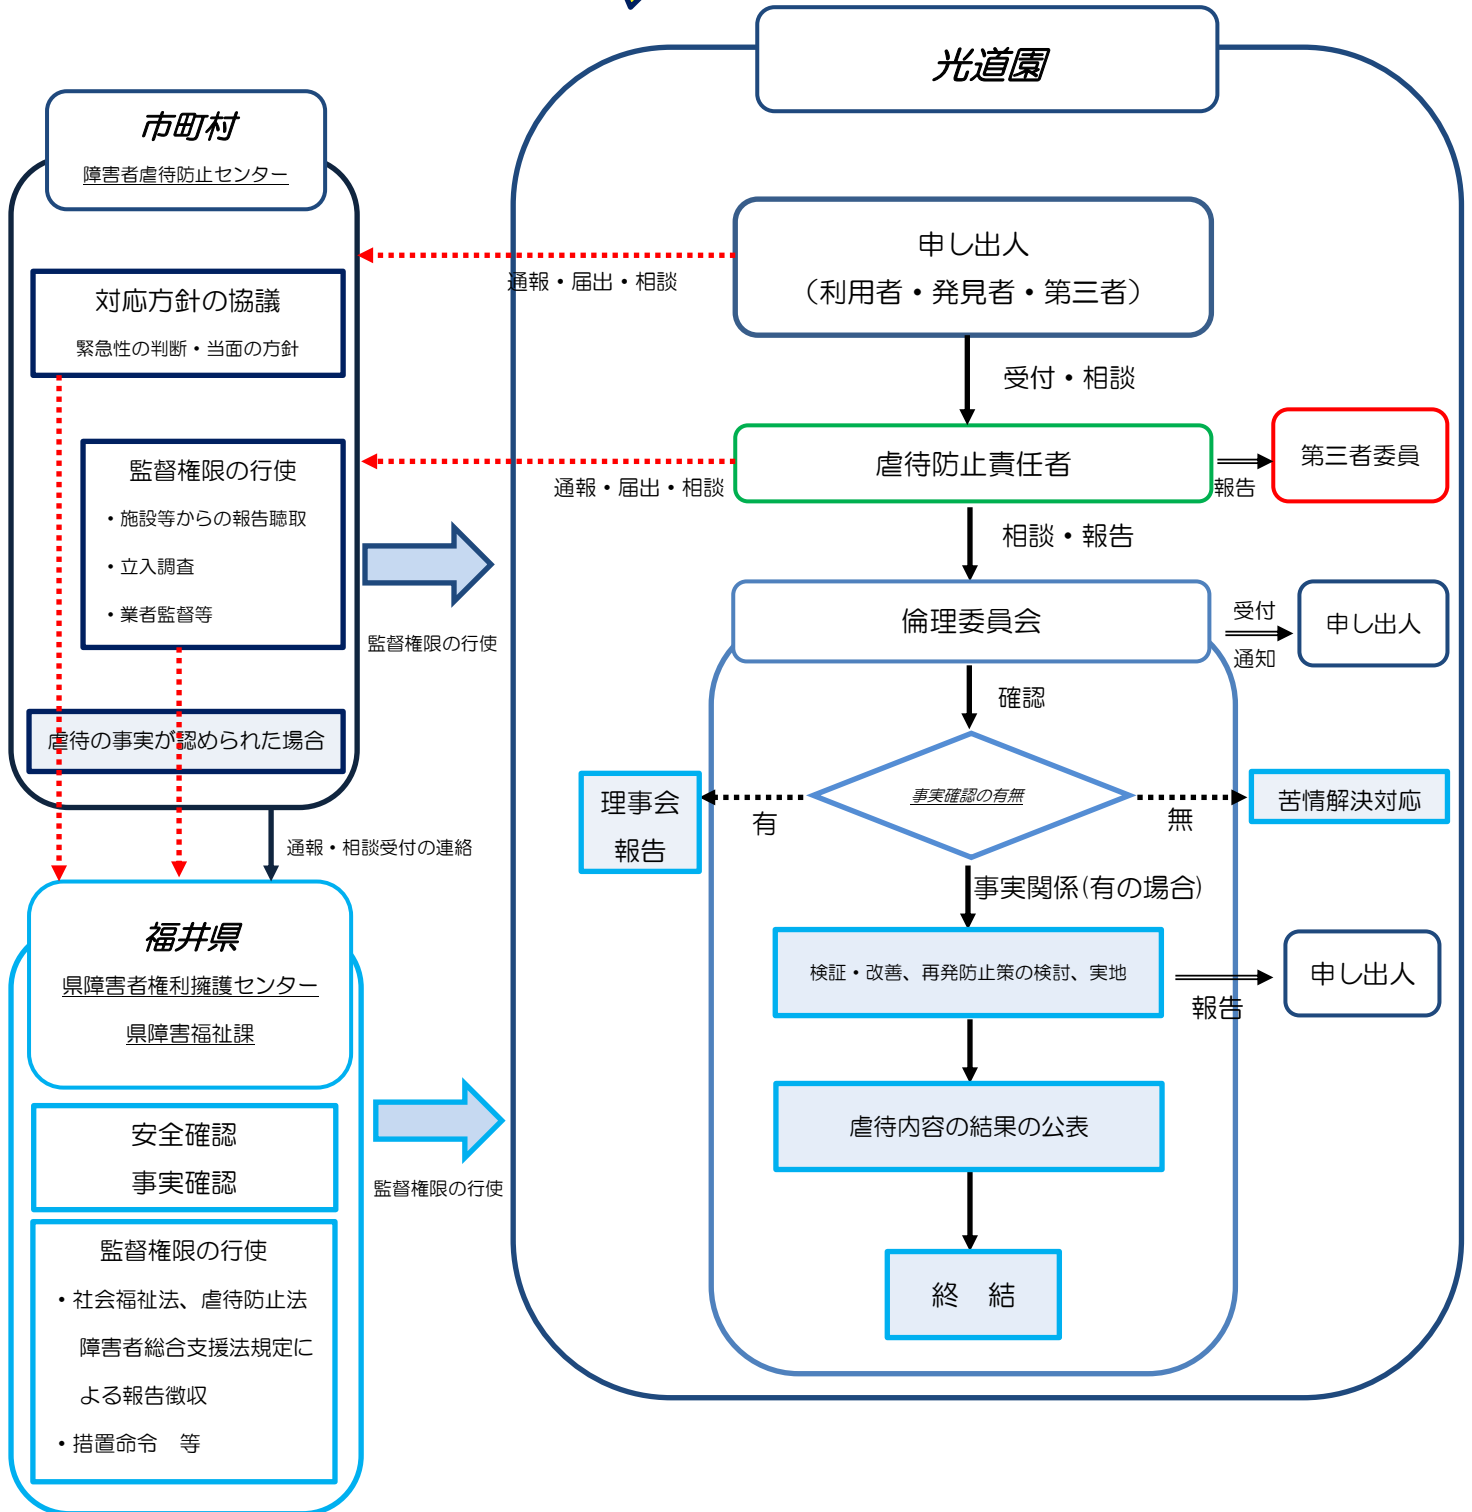 光道園
市町村
障害者虐待防止センター
対応方針の協議
緊急性の判断・当面の方針
監督権限の行使
・施設等からの報告聴取
・立入調査
・業者監督等
虐待の事実が認められた場合
通報・届出・相談
通報・届出・相談
監督権限の行使
通報・相談受付の連絡
福井県
県障害者権利擁護センター
県障害福祉課
安全確認
事実確認
監督権限の行使
・社会福祉法、虐待防止法
障害者総合支援法規定に
よる報告徴収
・措置命令　等
監督権限の行使
申し出人
（利用者・発見者・第三者）
受付・相談
虐待防止責任者
報告
第三者委員
相談・報告
倫理委員会
受付
通知
申し出人
確認
事実確認の有無
有
理事会
報告
無
苦情解決対応
事実関係(有の場合)
検証・改善、再発防止策の検討、実地
報告
申し出人
虐待内容の結果の公表
終　結